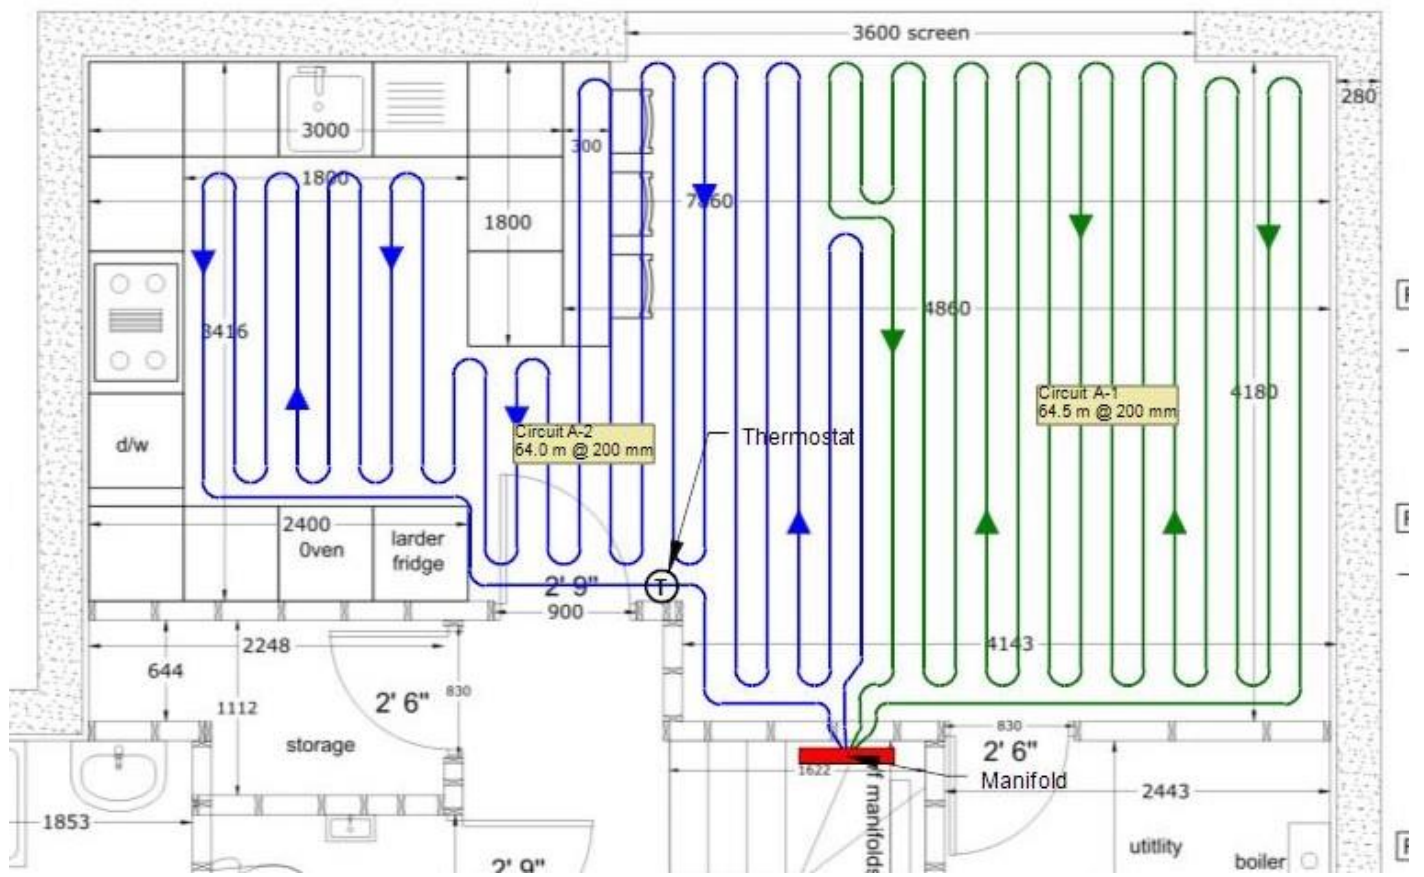 3600 screen
280
3000
300
1800
7860
1800
4860
3416
4180
Circuit A-1
64.5 m @ 200 mm
Circuit A-2
64.0 m @ 200 mm
Thermostat
d/w
2400
Oven
larder
fridge
T
2' 9"
900
4143
2248
644
830
2' 6"
1112
storage
830
2' 6"
1622
Manifold
manifolds
2443
1853
utitlity
boiler
2' 9"